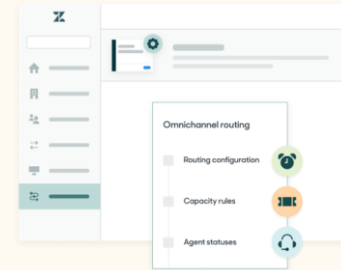 Omnichannel routing
Routing configuration
Capacity rules
Agent statuses